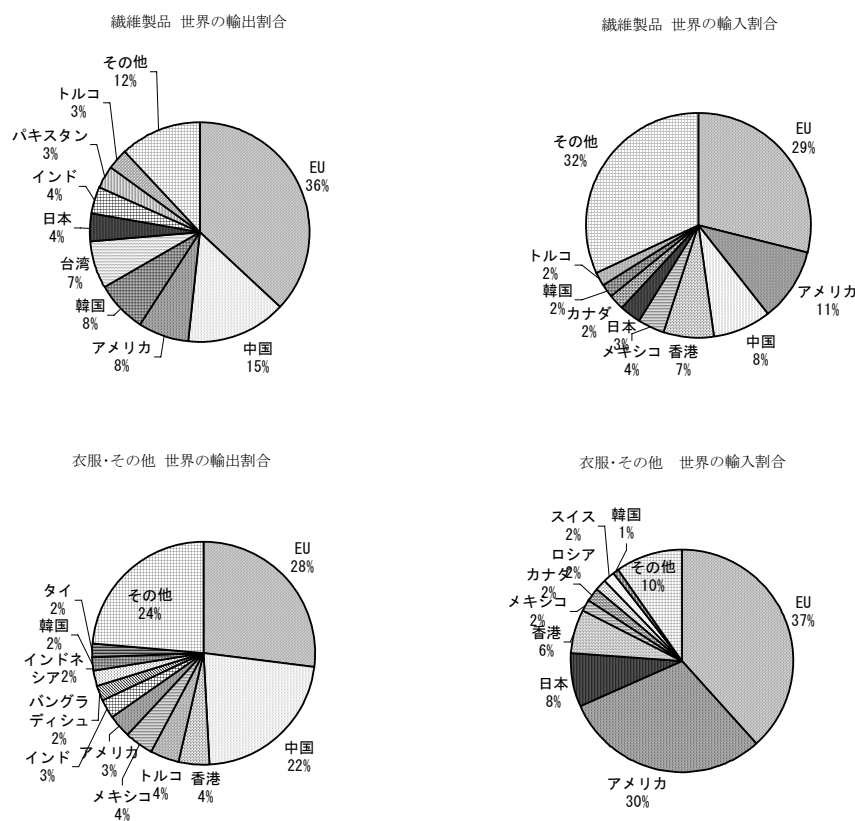 繊維製品 世界の輸出割合
その他
12%
トルコ
3%
パキスタン
3%
インド
4%
日本
4%
台湾
7%
韓国
8%
アメリカ
8%
中国
15%
EU
36%
繊維製品 世界の輸入割合
その他
32%
EU
29%
アメリカ
11%
中国
8%
香港
7%
メキシコ
4%
日本
3%
カナダ
2%
韓国
2%
トルコ
2%
衣服・その他 世界の輸出割合
EU
28%
中国
22%
香港
4%
トルコ
4%
メキシコ
4%
アメリカ
3%
インド
3%
バングラ
ディシュ
2%
インドネ
シア2%
韓国
2%
タイ
2%
その他
24%
衣服・その他 世界の輸入割合
EU
37%
アメリカ
30%
日本
8%
香港
6%
メキシコ
2%
カナダ
2%
ロシア
2%
スイス
2%
韓国
1%
その他
10%